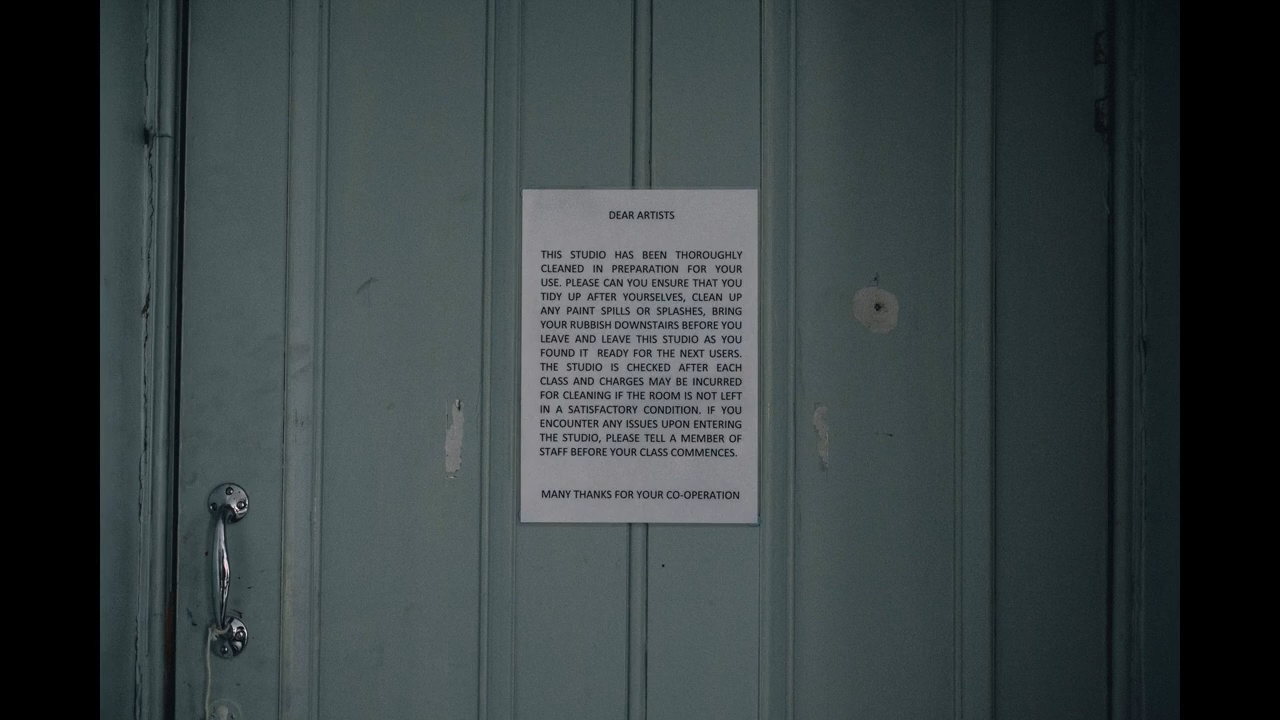 DEAR ARTISTS
THIS STUDIO HAS BEEN THOROUGHLY
CLEANED IN PREPARATION FOR YOUR
USE. PLEASE CAN YOU ENSURE THAT YOU
TIDY UP AFTER YOURSELVES, CLEAN UP
ANY PAINT SPILLS OR SPLASHES, BRING
YOUR RUBBISH DOWNSTAIRS BEFORE YOU
LEAVE AND LEAVE THIS STUDIO AS YOU
FOUND IT READY FOR THE NEXT USERS.
THE STUDIO IS CHECKED AFTER EACH
CLASS AND CHARGES MAY BE INCURRED
FOR CLEANING IF THE ROOM IS NOT LEFT
IN A SATISFACTORY CONDITION. IF YOU
ENCOUNTER ANY ISSUES UPON ENTERING
THE STUDIO, PLEASE TELL A MEMBER OF
STAFF BEFORE YOUR CLASS COMMENCES.
MANY THANKS FOR YOUR CO-OPERATION